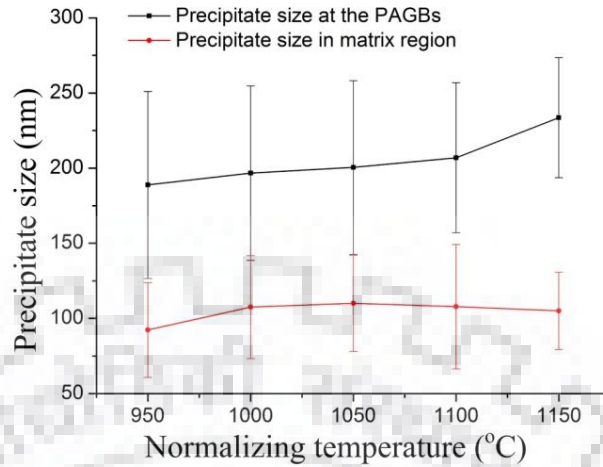 Precipitate size at the PAGBs
Precipitate size in matrix region
300
250
200
150
100
50
Precipitate size (nm)
950 1000 1050 1100 1150
Normalizing temperature (°C)